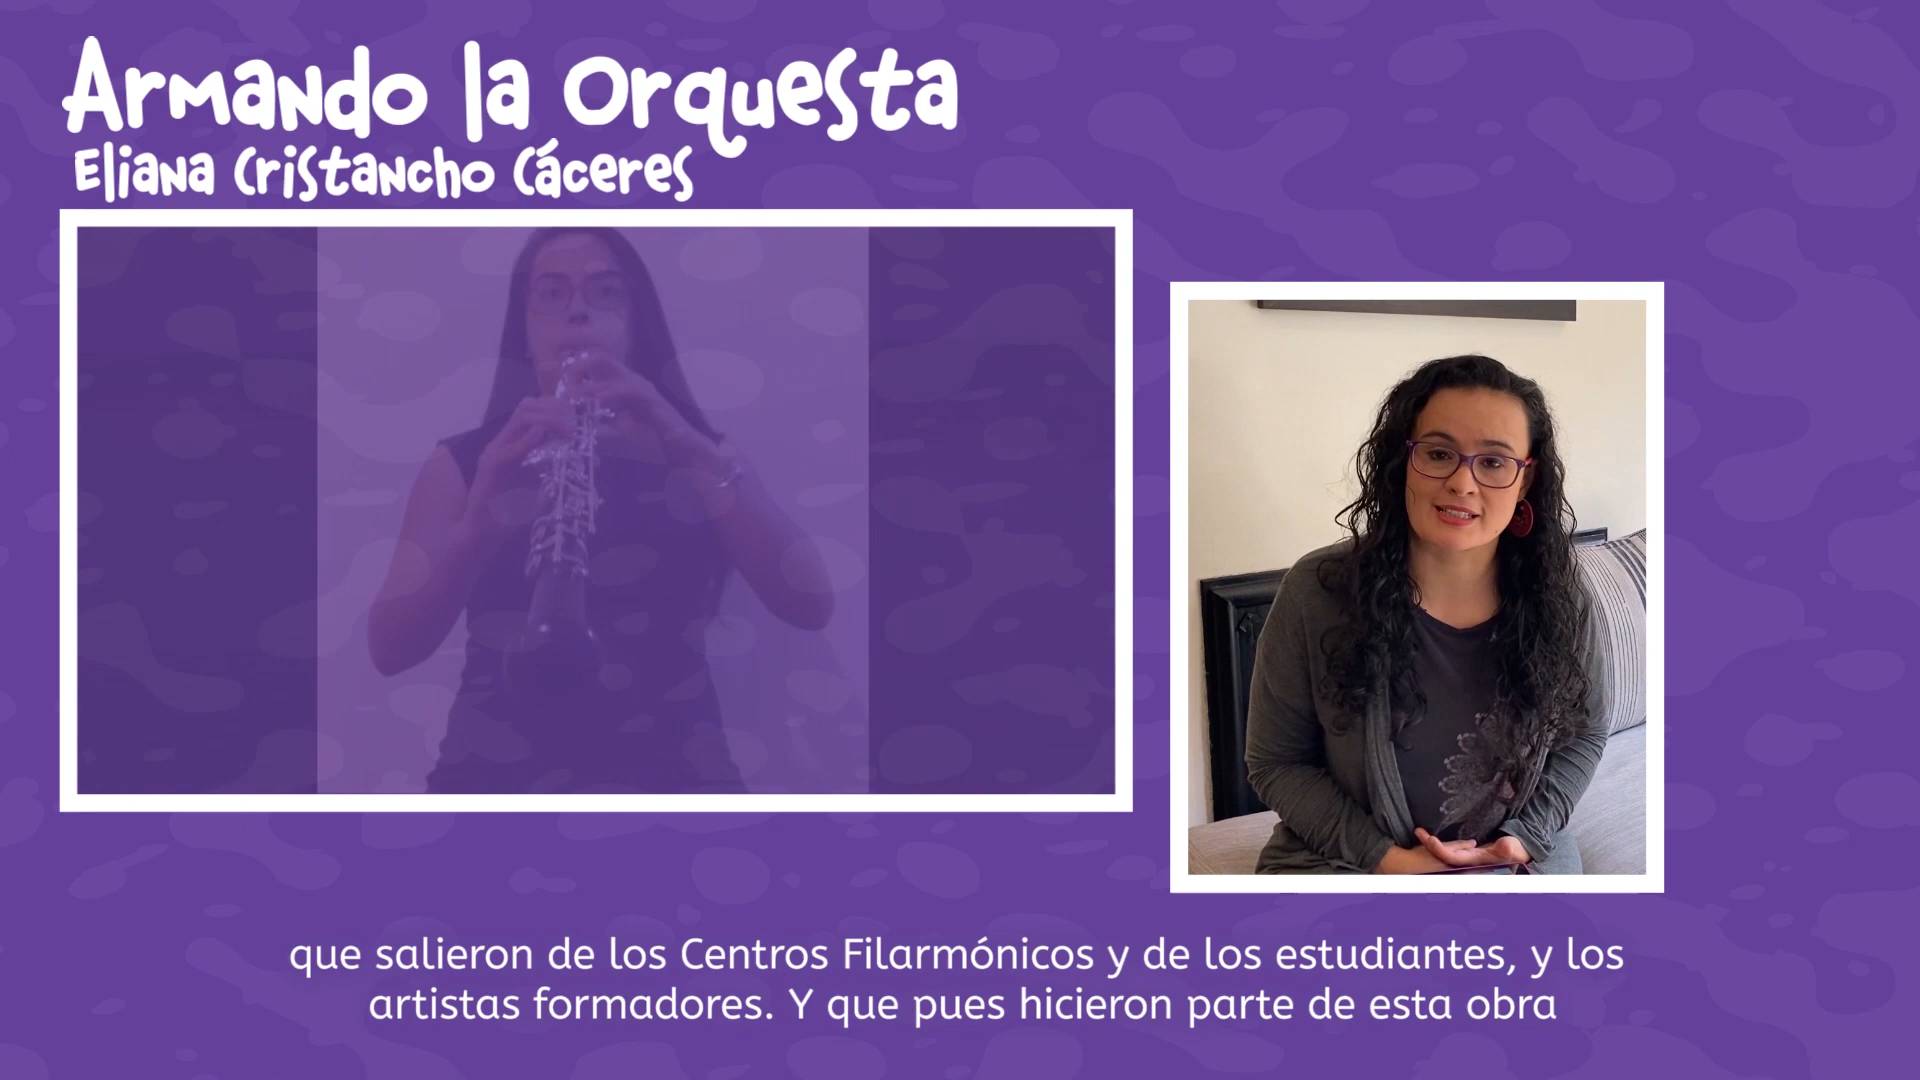 Armando la Orquesta
Eliana Cristancho Cáceres
que salieron de los Centros Filarmónicos y de los estudiantes, y los
artistas formadores. Y que pues hicieron parte de esta obra